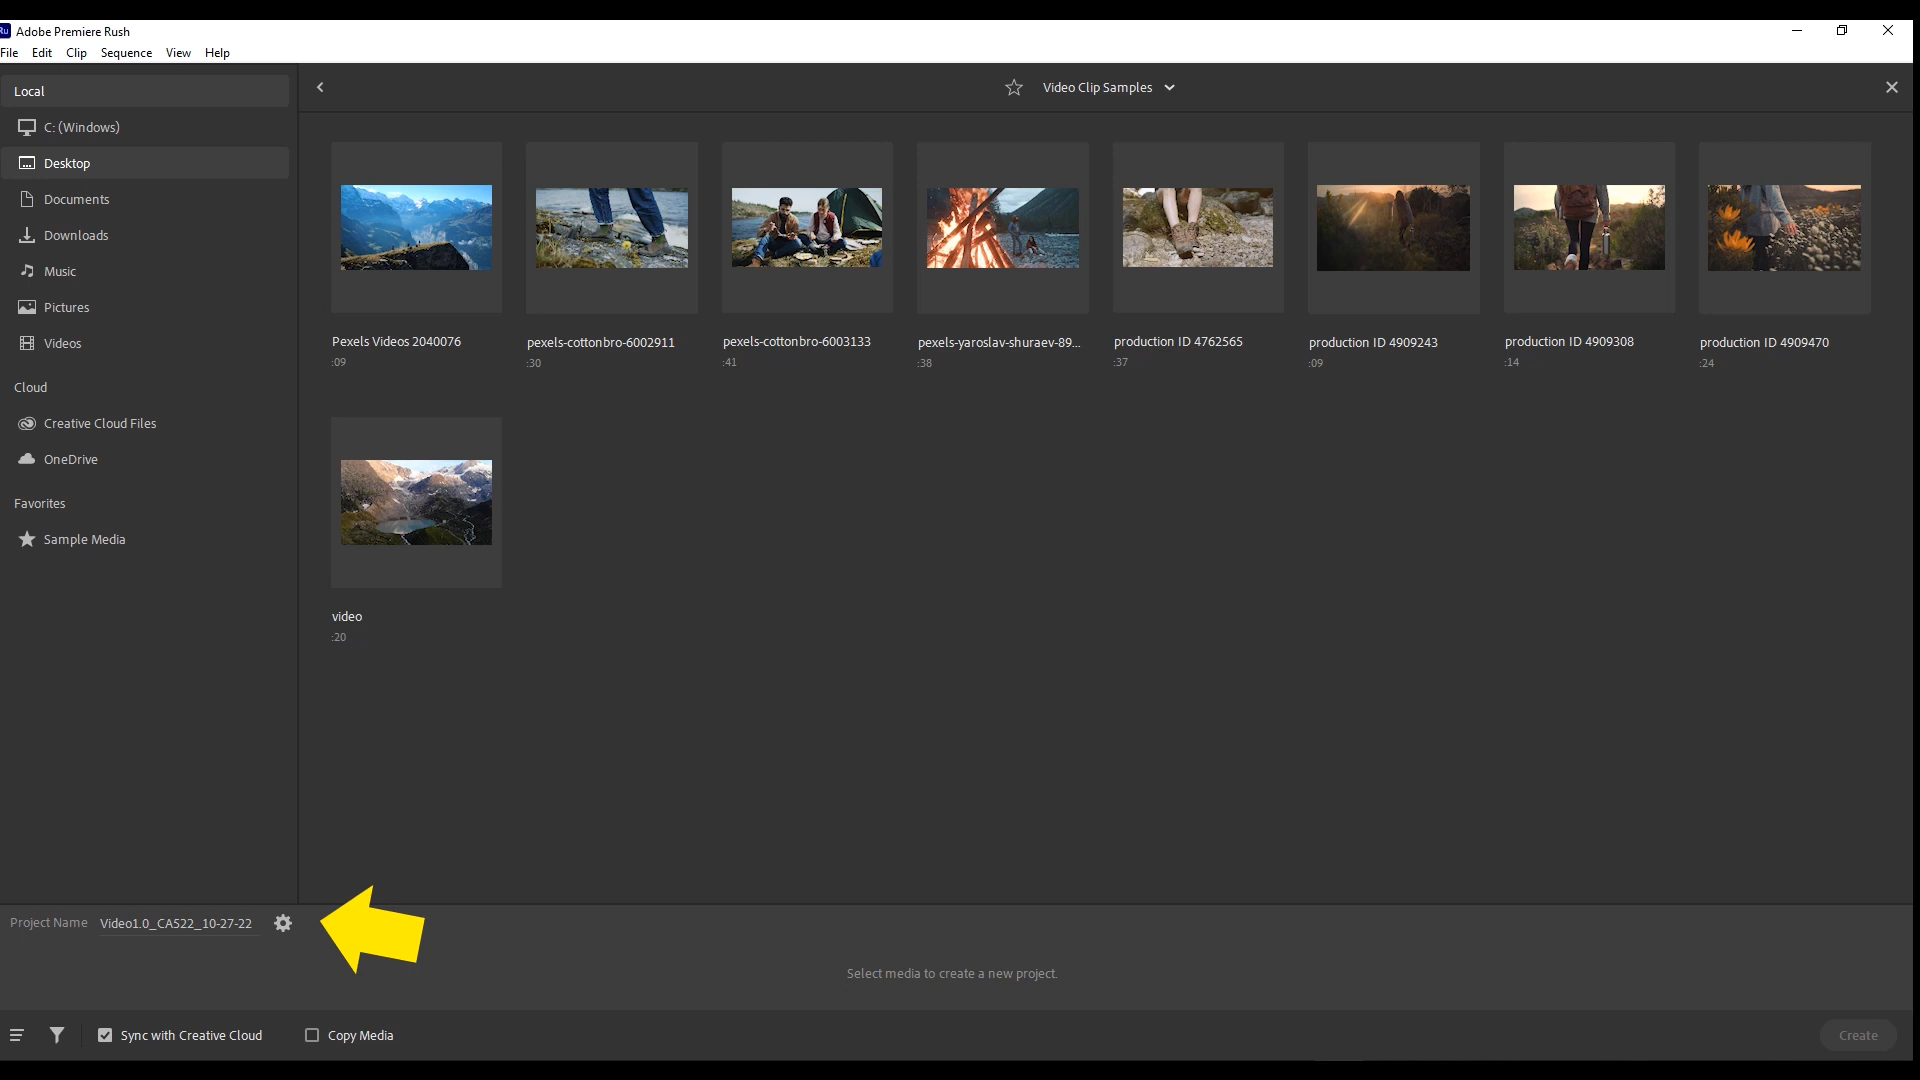 Ru Adobe Premiere Rush
File Edit Clip Sequence View Help
Local
C: (Windows)
Desktop
Documents
Downloads
Music
Pictures
Videos
Cloud
Creative Cloud Files
OneDrive
Favorites
Sample Media
Video Clip Samples
Pexels Videos 2040076
:09
pexels-cottonbro-6002911
:30
pexels-cottonbro-6003133
:41
pexels-yaroslav-shuraev-89...
:38
production ID 4762565
:37
production ID 4909243
:09
production ID 4909308
:14
production ID 4909470
:24
video
:20
Project Name Video1.0_CA522_10-27-22
Select media to create a new project.
Sync with Creative Cloud Copy Media Create